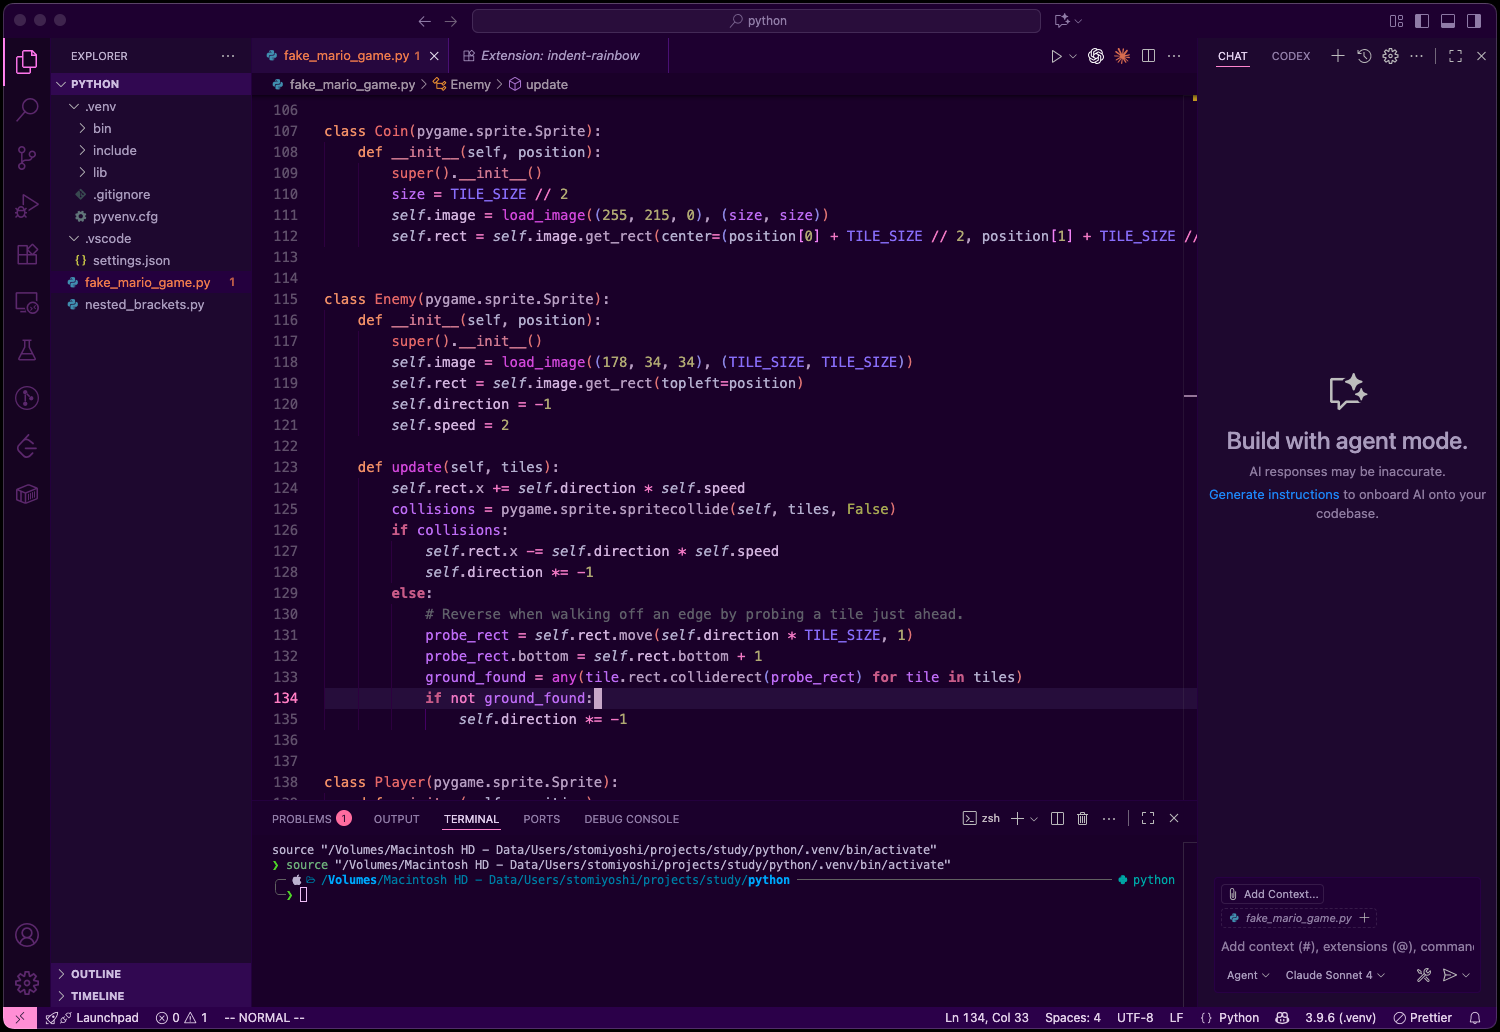 python
EXPLORER
PYTHON
.venv
bin
include
lib
.gitignore
pyvenv.cfg
.vscode
{} settings.json
fake_mario_game.py 1
nested_brackets.py
OUTLINE
TIMELINE
fake_mario_game.py 1
Extension: indent-rainbow
fake_mario_game.py > Enemy > update
106
107 class Coin(pygame.sprite.Sprite):
108 def __init__(self, position):
109 super().__init__()
110 size = TILE_SIZE // 2
111 self.image = load_image((255, 215, 0), (size, size))
112 self.rect = self.image.get_rect(center=(position[0] + TILE_SIZE // 2, position[1] + TILE_SIZE //
113
114
115 class Enemy(pygame.sprite.Sprite):
116 def __init__(self, position):
117 super().__init__()
118 self.image = load_image((178, 34, 34), (TILE_SIZE, TILE_SIZE))
119 self.rect = self.image.get_rect(topleft=position)
120 self.direction = -1
121 self.speed = 2
122
123 def update(self, tiles):
124 self.rect.x += self.direction * self.speed
125 collisions = pygame.sprite.spritecollide(self, tiles, False)
126 if collisions:
127 self.rect.x -= self.direction * self.speed
128 self.direction *= -1
129 else:
130 # Reverse when walking off an edge by probing a tile just ahead.
131 probe_rect = self.rect.move(self.direction * TILE_SIZE, 1)
132 probe_rect.bottom = self.rect.bottom + 1
133 ground_found = any(tile.rect.colliderect(probe_rect) for tile in tiles)
134 if not ground_found:
135 self.direction *= -1
136
137
138 class Player(pygame.sprite.Sprite):
PROBLEMS 1 OUTPUT TERMINAL PORTS DEBUG CONSOLE
zsh
source "/Volumes/Macintosh HD - Data/Users/stomiyoshi/projects/study/python/.venv/bin/activate"
❯ source "/Volumes/Macintosh HD - Data/Users/stomiyoshi/projects/study/python/.venv/bin/activate"
/Volumes/Macintosh HD - Data/Users/stomiyoshi/projects/study/python
python
❯
CHAT CODEX
Build with agent mode.
AI responses may be inaccurate.
Generate instructions to onboard AI onto your
codebase.
Add Context...
fake_mario_game.py
Add context (#), extensions (@), comman
Agent Claude Sonnet 4
Launchpad 0 1 -- NORMAL -- Ln 134, Col 33 Spaces: 4 UTF-8 LF {} Python 3.9.6 (.venv) Prettier